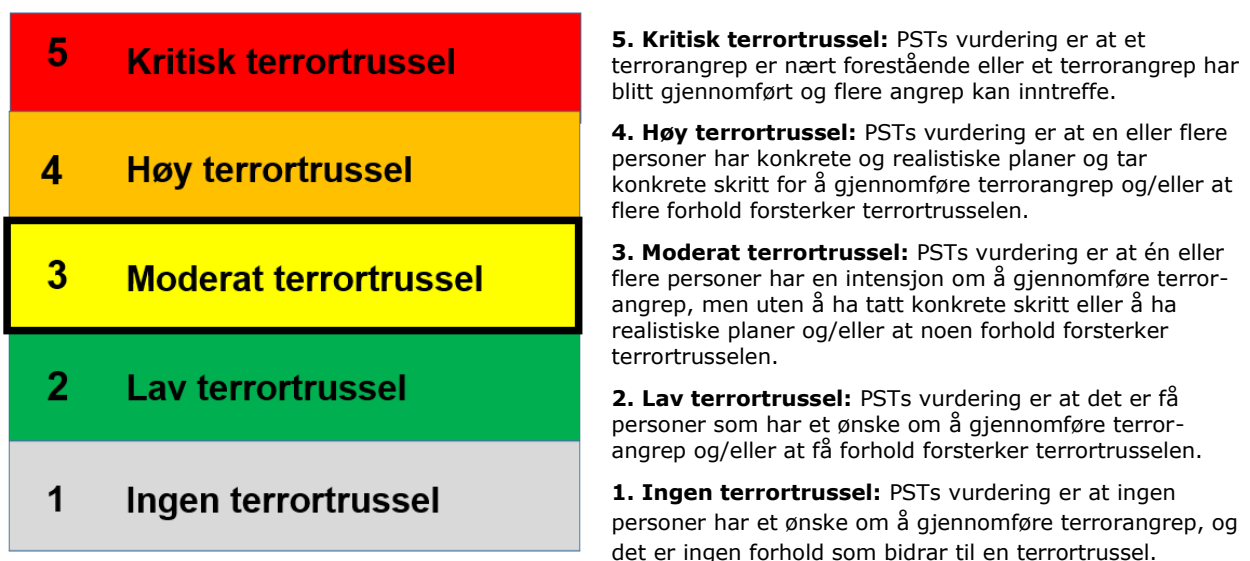 5 Kritisk terrortrussel
4 Høy terrortrussel
3 Moderat terrortrussel
2 Lav terrortrussel
1 Ingen terrortrussel
5. Kritisk terrortrussel: PSTs vurdering er at et
terrorangrep er nært forestående eller et terrorangrep har
blitt gjennomført og flere angrep kan inntreffe.
4. Høy terrortrussel: PSTs vurdering er at en eller flere
personer har konkrete og realistiske planer og tar
konkrete skritt for å gjennomføre terrorangrep og/eller at
flere forhold forsterker terrortrusselen.
3. Moderat terrortrussel: PSTs vurdering er at én eller
flere personer har en intensjon om å gjennomføre terror-
angrep, men uten å ha tatt konkrete skritt eller å ha
realistiske planer og/eller at noen forhold forsterker
terrortrusselen.
2. Lav terrortrussel: PSTs vurdering er at det er få
personer som har et ønske om å gjennomføre terror-
angrep og/eller at få forhold forsterker terrortrusselen.
1. Ingen terrortrussel: PSTs vurdering er at ingen
personer har et ønske om å gjennomføre terrorangrep, og
det er ingen forhold som bidrar til en terrortrussel.